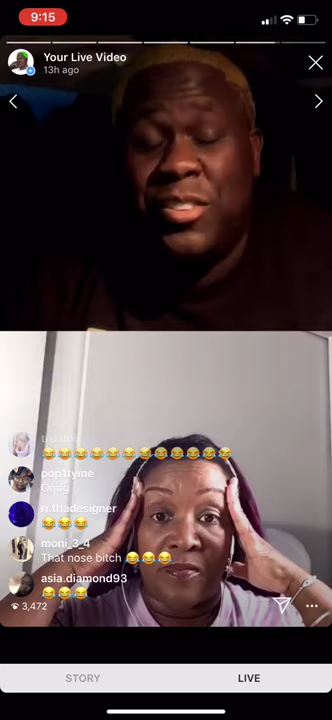 9:15
Your Live Video
13h ago
😂😂😂😂😂😂😂😂😂😂😂😂
pop1tyme
Omg
ri.thadesigner
😂😂😂
moni_3_4
That nose bitch 😂😂😂
asia.diamond93
😂😂😂
3,472
STORY
LIVE